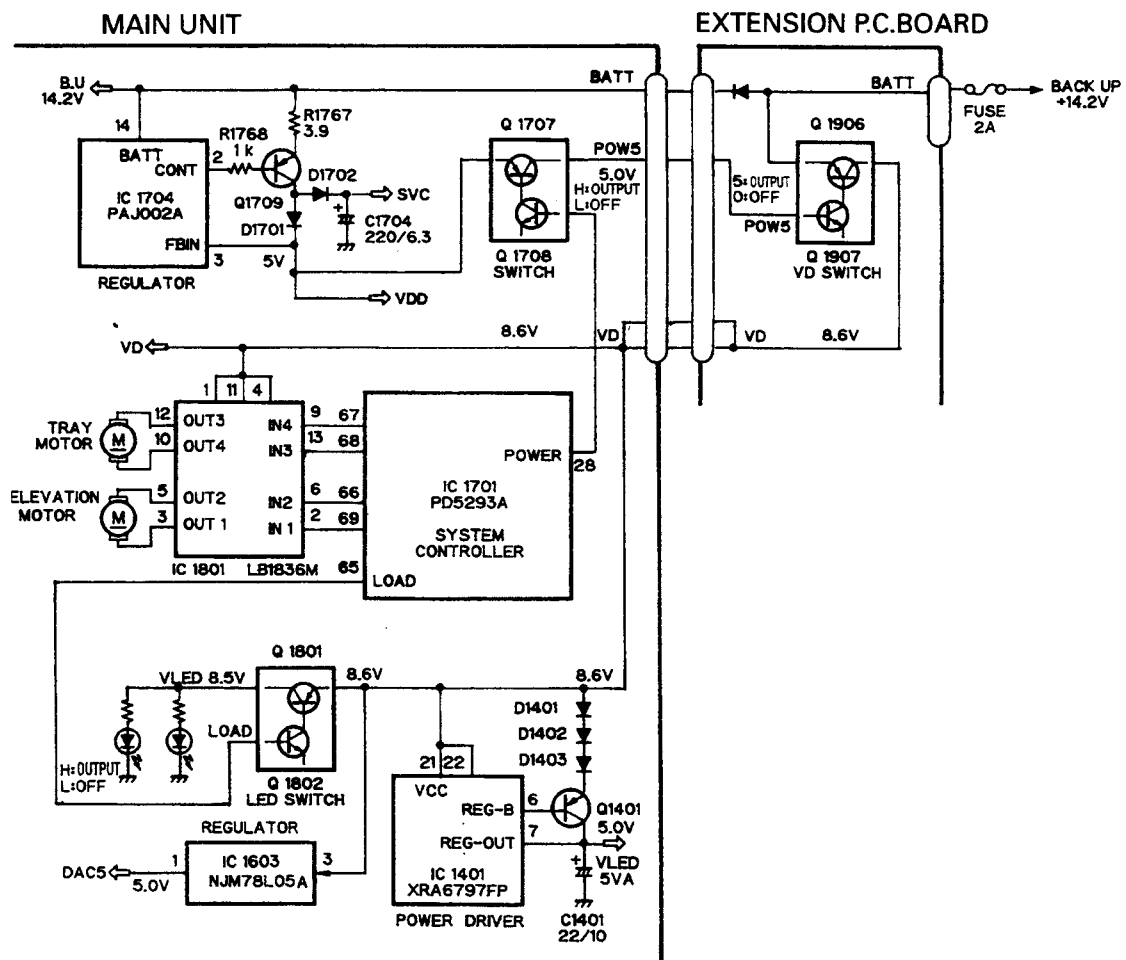 MAIN UNIT
EXTENSION P.C.BOARD
B.U
14.2V
BATT
BATT
BACK UP
+14.2V
FUSE
2A
14
BATT
CONT
2
R1768
1k
R1767
3.9
IC 1704
PAJ002A
Q1709
D1701
D1702
SVC
C1704
220/6.3
+
FBIN
3
5V
REGULATOR
VDD
Q 1707
POW5
5.0V
H:OUTPUT
L:OFF
Q 1708
SWITCH
Q 1906
5:OUTPUT
0:OFF
POW5
Q 1907
VD SWITCH
VD
8.6V
VD
VD
8.6V
1
11
4
TRAY
MOTOR
M
12
OUT3
10
OUT4
IN4
9
67
IN3
13
68
ELEVATION
MOTOR
M
5
OUT2
3
OUT 1
IN2
6
66
IN 1
2
69
IC 1801
LB1836M
POWER
28
IC 1701
PD5293A
SYSTEM
CONTROLLER
65
LOAD
Q 1801
VLED 8.5V
8.6V
8.6V
LOAD
H:OUTPUT
L:OFF
Q 1802
LED SWITCH
D1401
D1402
D1403
21
22
VCC
REG-B
6
Q1401
5.0V
REG-OUT
7
VLED
5VA
+
IC 1401
XRA6797FP
POWER DRIVER
C1401
22/10
REGULATOR
DAC5
1
5.0V
IC 1603
NJM78L05A
3